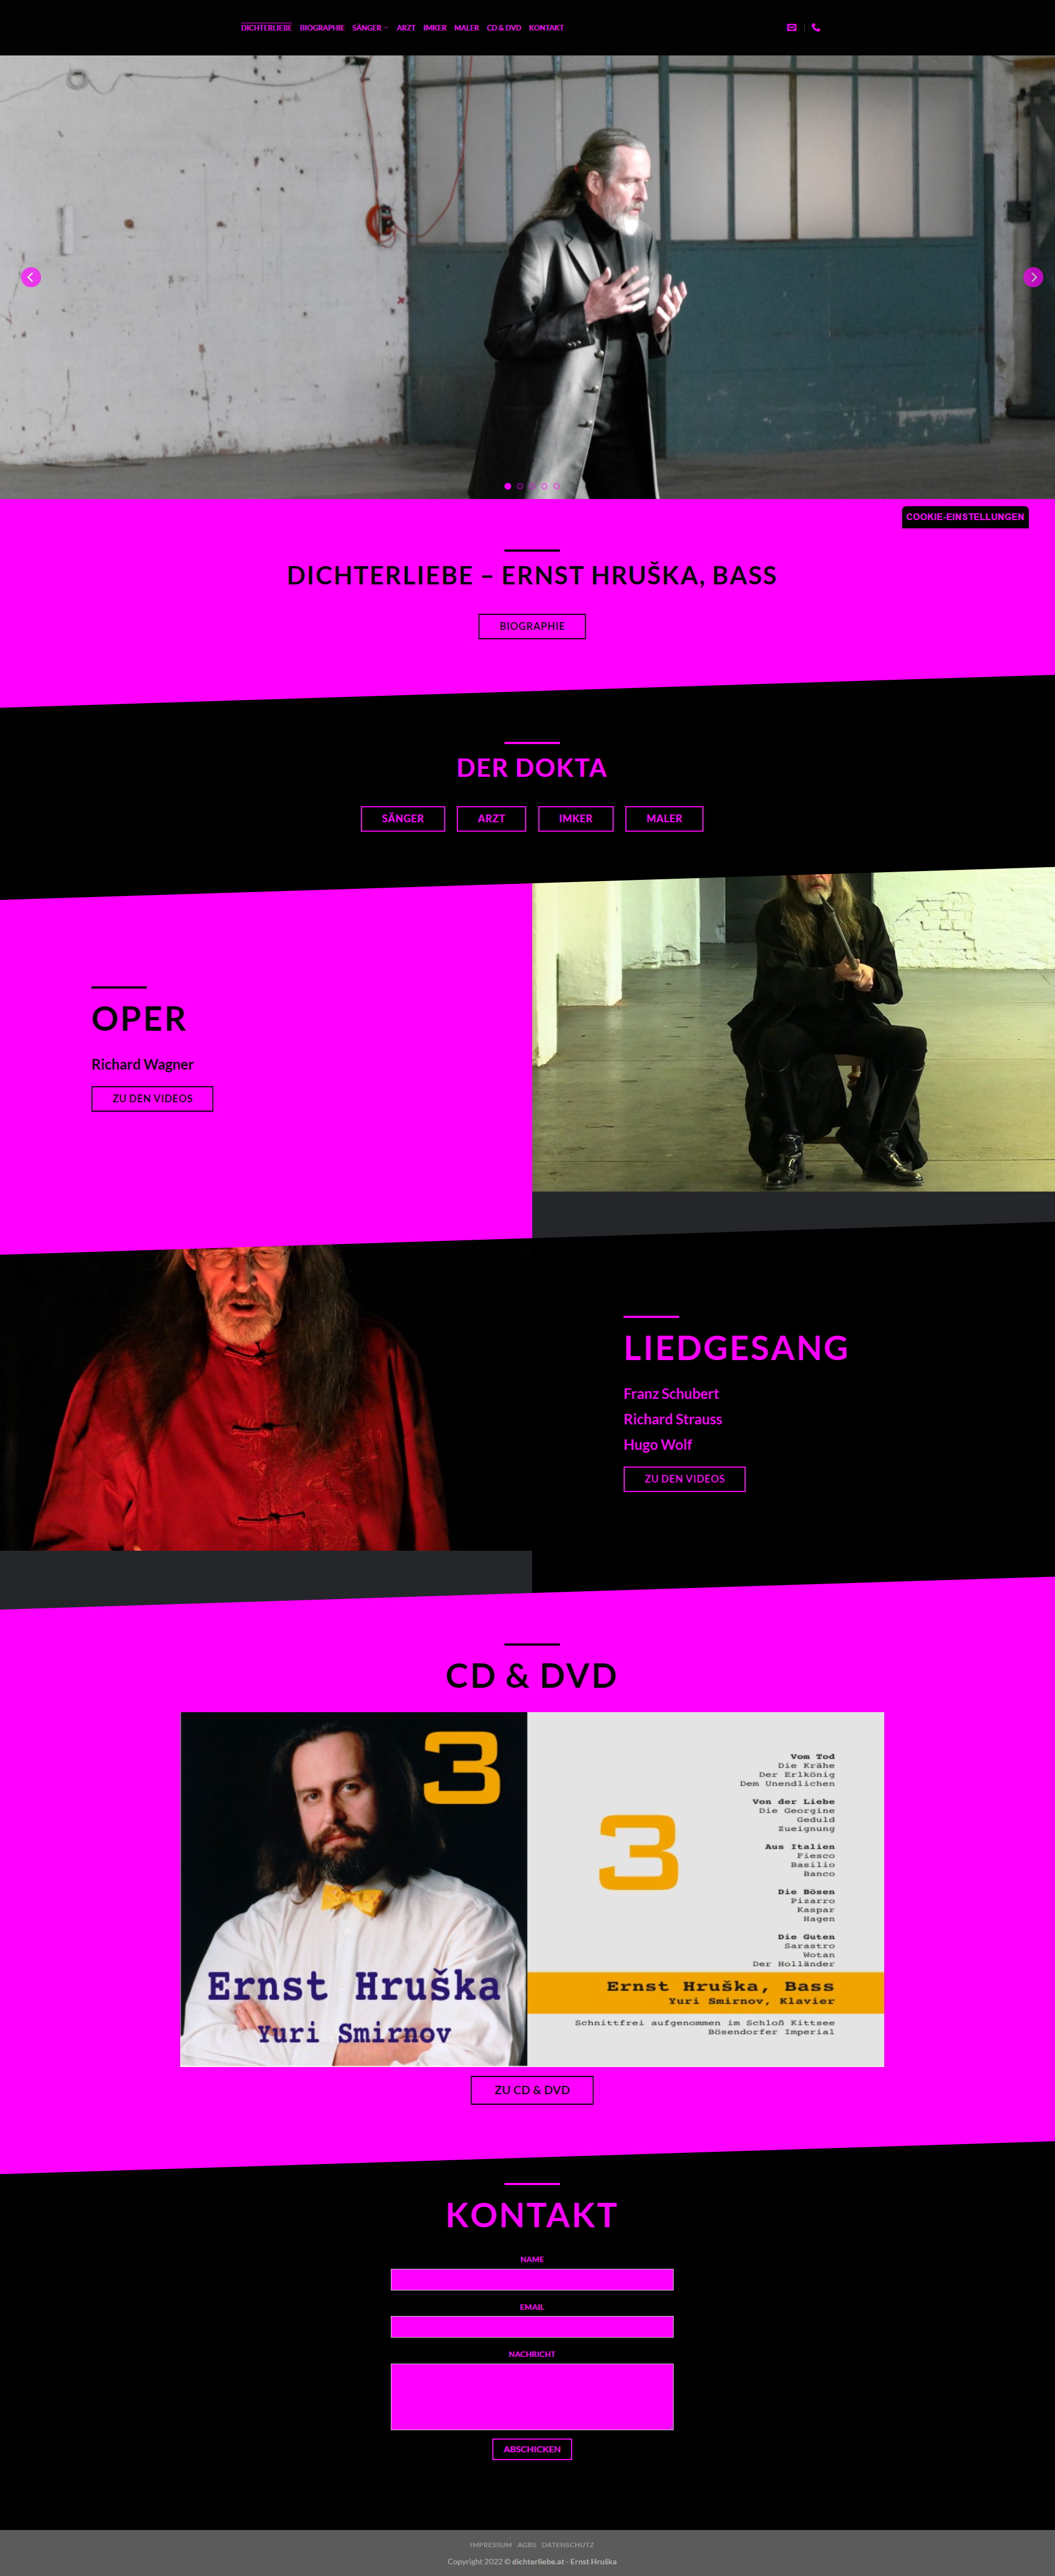 DICHTERLIEBE BIOGRAPHIE SÄNGER ARZT IMKER MALER CD & DVD KONTAKT
COOKIE-EINSTELLUNGEN
DICHTERLIEBE – ERNST HRUŠKA, BASS
BIOGRAPHIE
DER DOKTA
SÄNGER ARZT IMKER MALER
OPER
Richard Wagner
ZU DEN VIDEOS
LIEDGESANG
Franz Schubert
Richard Strauss
Hugo Wolf
ZU DEN VIDEOS
CD & DVD
3
Ernst Hruška
Yuri Smirnov
3
Vom Tod
Die Krähe
Der Erlkönig
Dem Unendlichen
Von der Liebe
Die Georgine
Geduld
Zueignung
Aus Italien
Fiesco
Basilio
Banco
Die Bösen
Pizarro
Kaspar
Hagen
Die Guten
Sarastro
Wotan
Der Holländer
Ernst Hruška, Bass
Yuri Smirnov, Klavier
Schnittfrei aufgenommen im Schloß Kittsee
Bösendorfer Imperial
ZU CD & DVD
KONTAKT
NAME
EMAIL
NACHRICHT
ABSCHICKEN
IMPRESSUM AGBS DATENSCHUTZ
Copyright 2022 © dichterliebe.at - Ernst Hruška